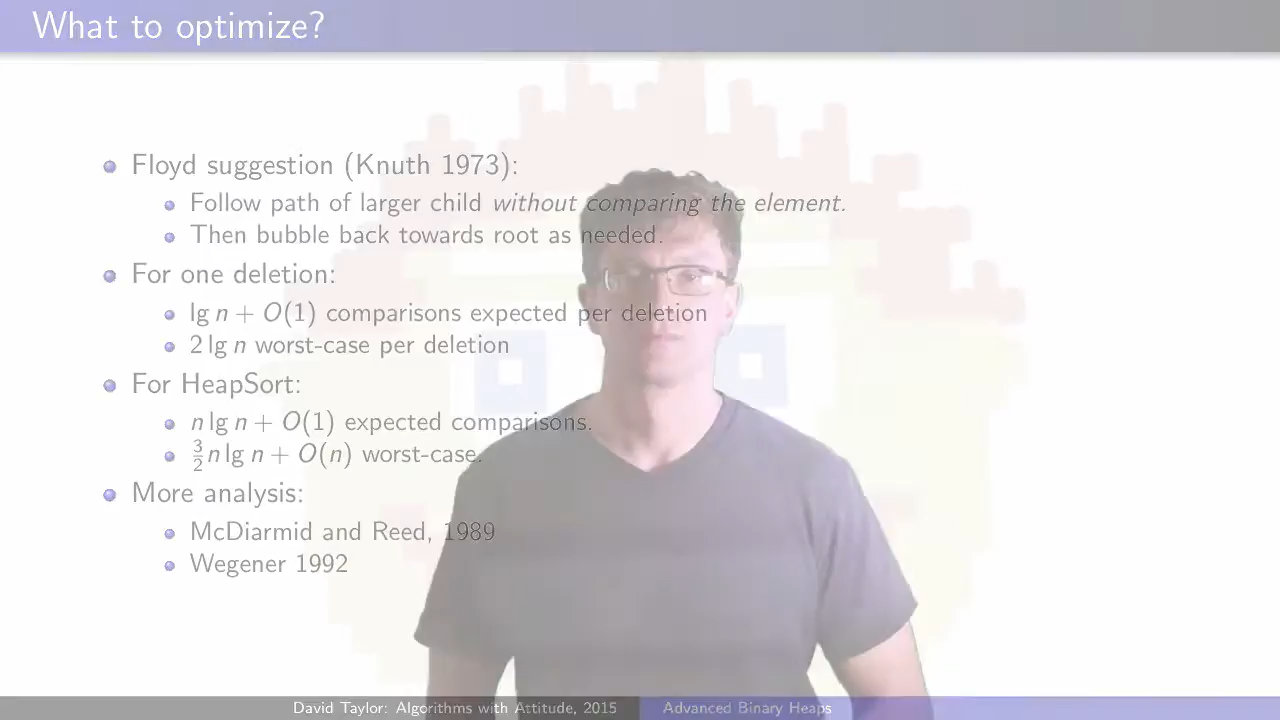 What to optimize?
Floyd suggestion (Knuth 1973):
Follow path of larger child without comparing the element.
Then bubble back towards root as needed.
For one deletion:
lg n + O(1) comparisons expected per deletion
2 lg n worst-case per deletion
For HeapSort:
n lg n + O(1) expected comparisons.
3/2 n lg n + O(n) worst-case.
More analysis:
McDiarmid and Reed, 1989
Wegener 1992
David Taylor: Algorithms with Attitude, 2015 Advanced Binary Heaps